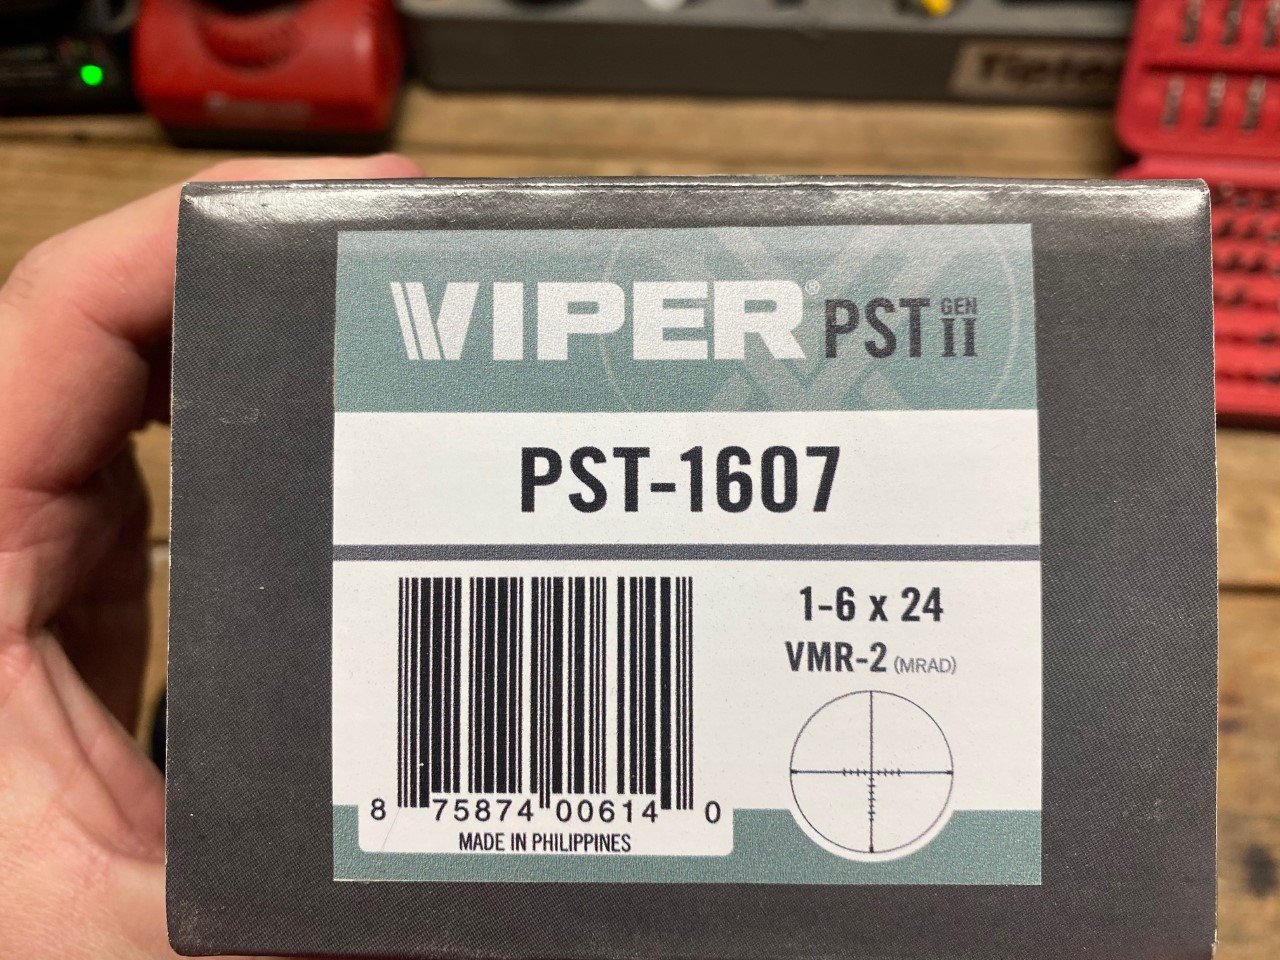 VIPER® PST GEN II
PST-1607
1-6 x 24
VMR-2 (MRAD)
8 75874 00614 0
MADE IN PHILIPPINES